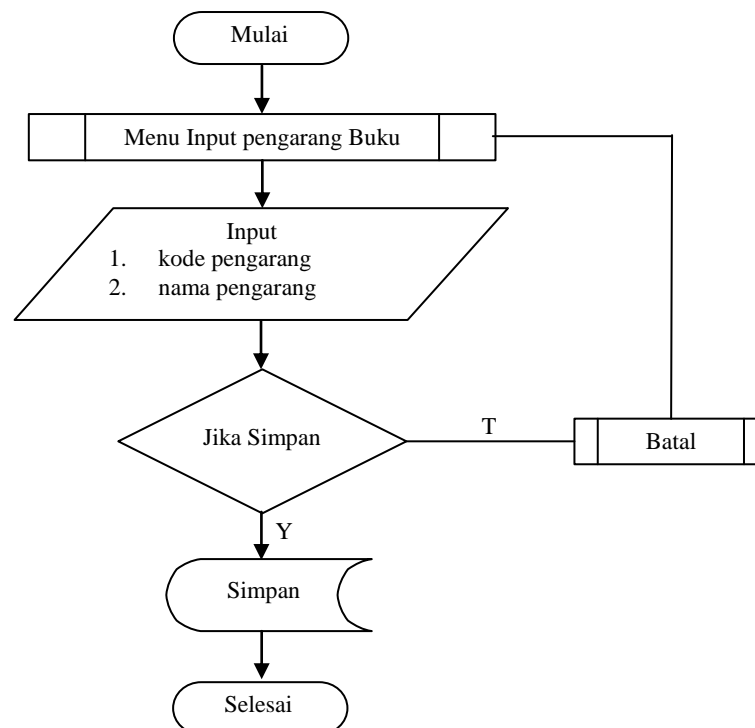 Mulai
Menu Input pengarang Buku
Input
1. kode pengarang
2. nama pengarang
Jika Simpan
T
Batal
Y
Simpan
Selesai